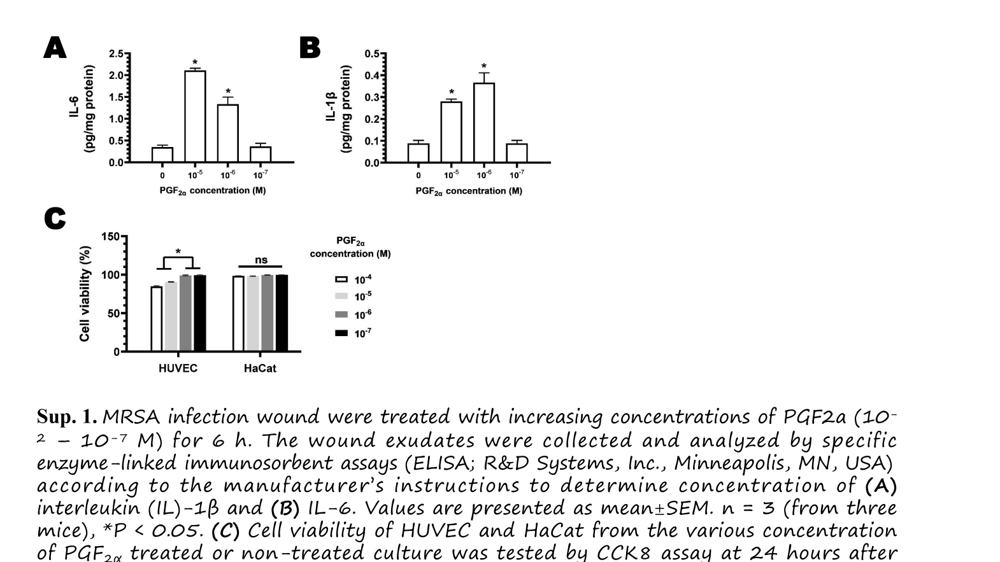 A
IL-6
(pg/mg protein)
2.5
2.0
1.5
1.0
0.5
0.0
*
*
0
10-5
10-6
10-7
PGF2α concentration (M)
B
IL-1β
(pg/mg protein)
0.5
0.4
0.3
0.2
0.1
0.0
*
*
0
10-5
10-6
10-7
PGF2α concentration (M)
C
Cell viability (%)
150
100
50
0
*
ns
HUVEC
HaCat
PGF2α
concentration (M)
10-4
10-5
10-6
10-7
Sup. 1. MRSA infection wound were treated with increasing concentrations of PGF2a (10-
2 – 10-7 M) for 6 h. The wound exudates were collected and analyzed by specific
enzyme-linked immunosorbent assays (ELISA; R&D Systems, Inc., Minneapolis, MN, USA)
according to the manufacturer’s instructions to determine concentration of (A)
interleukin (IL)-1β and (B) IL-6. Values are presented as mean±SEM. n = 3 (from three
mice), *P < 0.05. (C) Cell viability of HUVEC and HaCat from the various concentration
of PGF2α treated or non-treated culture was tested by CCK8 assay at 24 hours after